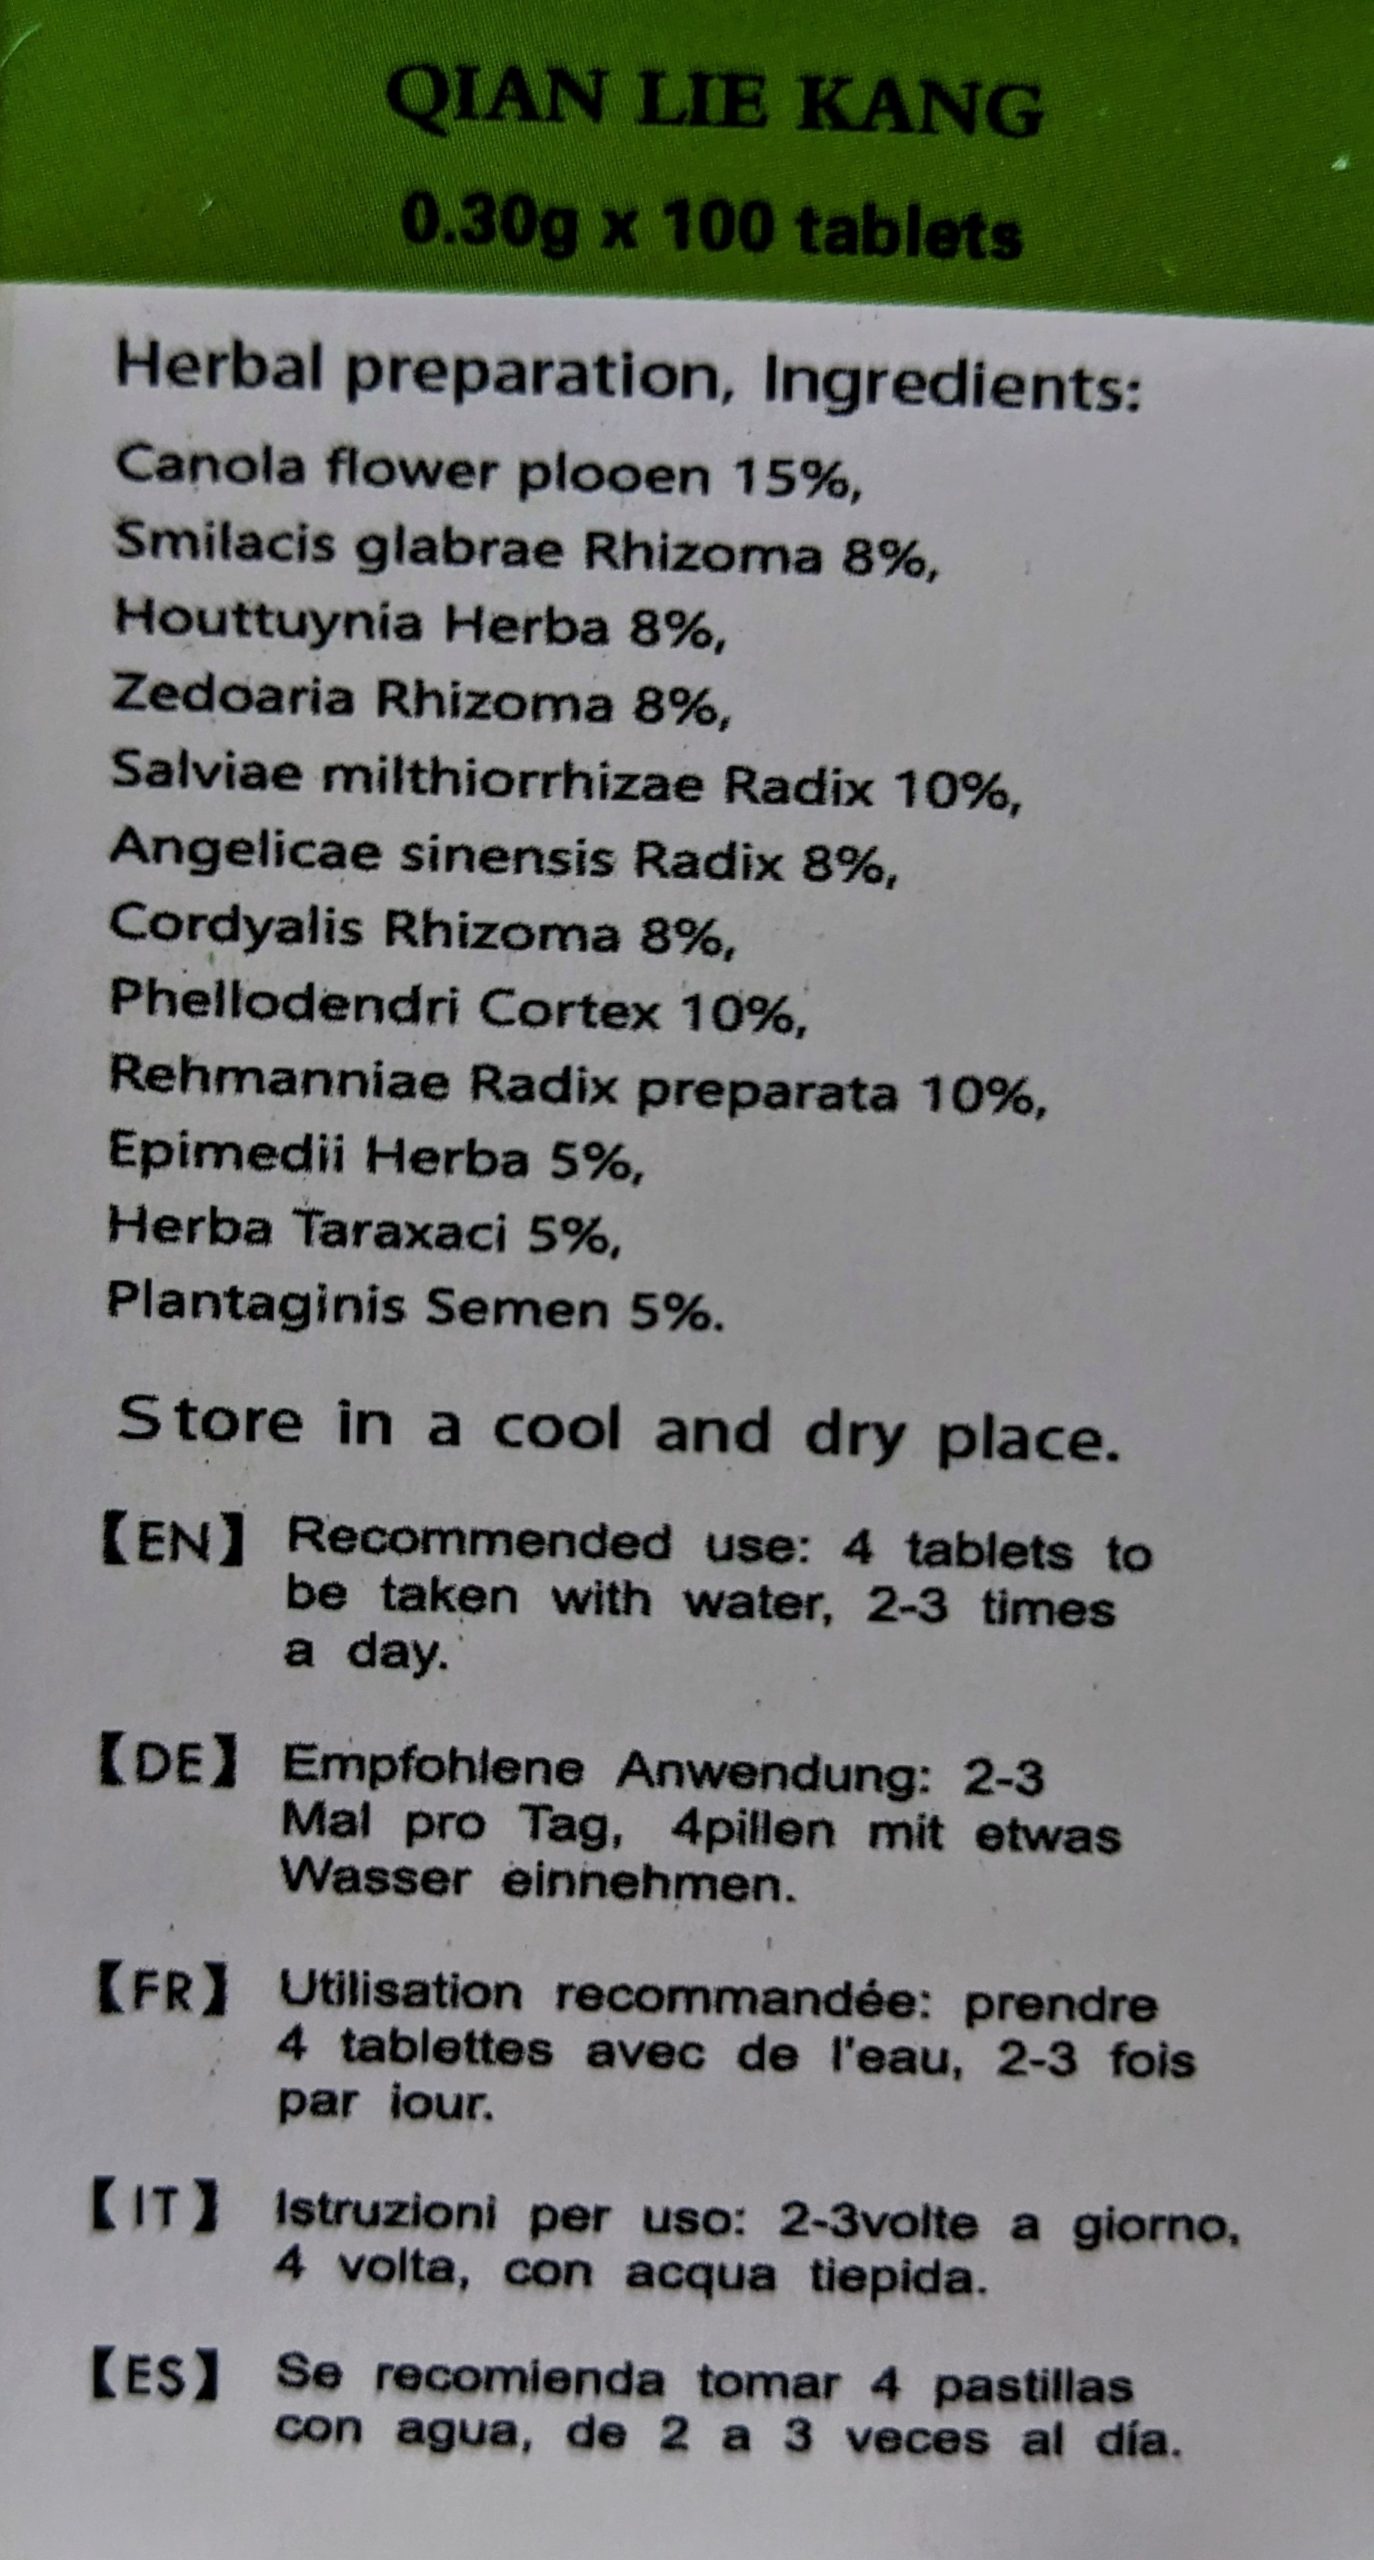 QIAN LIE KANG
0.30g x 100 tablets
Herbal preparation, Ingredients:
Canola flower plooen 15%,
Smilacis glabrae Rhizoma 8%,
Houttuynia Herba 8%,
Zedoaria Rhizoma 8%,
Salviae milthiorrhizae Radix 10%,
Angelicae sinensis Radix 8%,
Cordyalis Rhizoma 8%,
Phellodendri Cortex 10%,
Rehmanniae Radix preparata 10%,
Epimedii Herba 5%,
Herba Taraxaci 5%,
Plantaginis Semen 5%.
Store in a cool and dry place.
【EN】 Recommended use: 4 tablets to
be taken with water, 2-3 times
a day.
【DE】 Empfohlene Anwendung: 2-3
Mal pro Tag, 4pillen mit etwas
Wasser einnehmen.
【FR】 Utilisation recommandée: prendre
4 tablettes avec de l'eau, 2-3 fois
par iour.
【IT】 Istruzioni per uso: 2-3volte a giorno,
4 volta, con acqua tiepida.
【ES】 Se recomienda tomar 4 pastillas
con agua, de 2 a 3 veces al día.